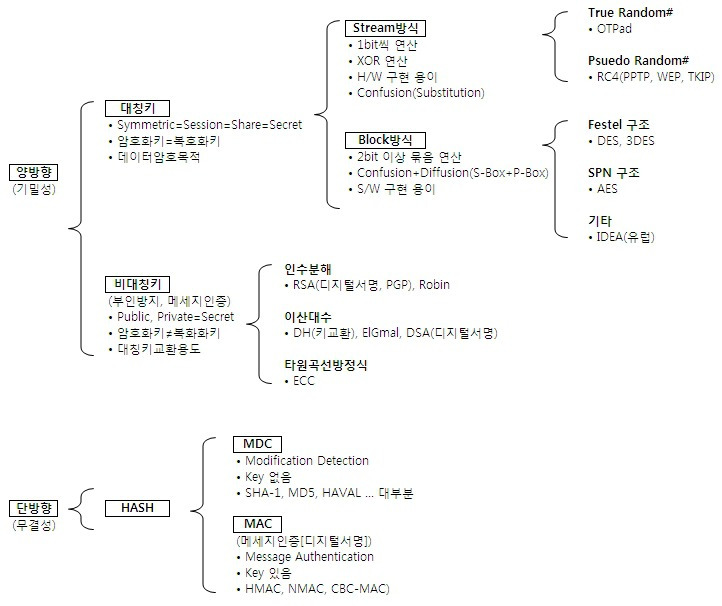 양방향
(기밀성)
대칭키
• Symmetric=Session=Share=Secret
• 암호화키=복호화키
• 데이터암호목적
Stream방식
• 1bit씩 연산
• XOR 연산
• H/W 구현 용이
• Confusion(Substitution)
True Random#
• OTPad
Psuedo Random#
• RC4(PPTP, WEP, TKIP)
Block방식
• 2bit 이상 묶음 연산
• Confusion+Diffusion(S-Box+P-Box)
• S/W 구현 용이
Festel 구조
• DES, 3DES
SPN 구조
• AES
기타
• IDEA(유럽)
비대칭키
(부인방지, 메세지인증)
• Public, Private=Secret
• 암호화키≠복화화키
• 대칭키교환용도
인수분해
• RSA(디지털서명, PGP), Robin
이산대수
• DH(키교환), ElGmal, DSA(디지털서명)
타원곡선방정식
• ECC
단방향
(무결성)
HASH
MDC
• Modification Detection
• Key 없음
• SHA-1, MD5, HAVAL ... 대부분
MAC
(메세지인증[디지털서명])
• Message Authentication
• Key 있음
• HMAC, NMAC, CBC-MAC)